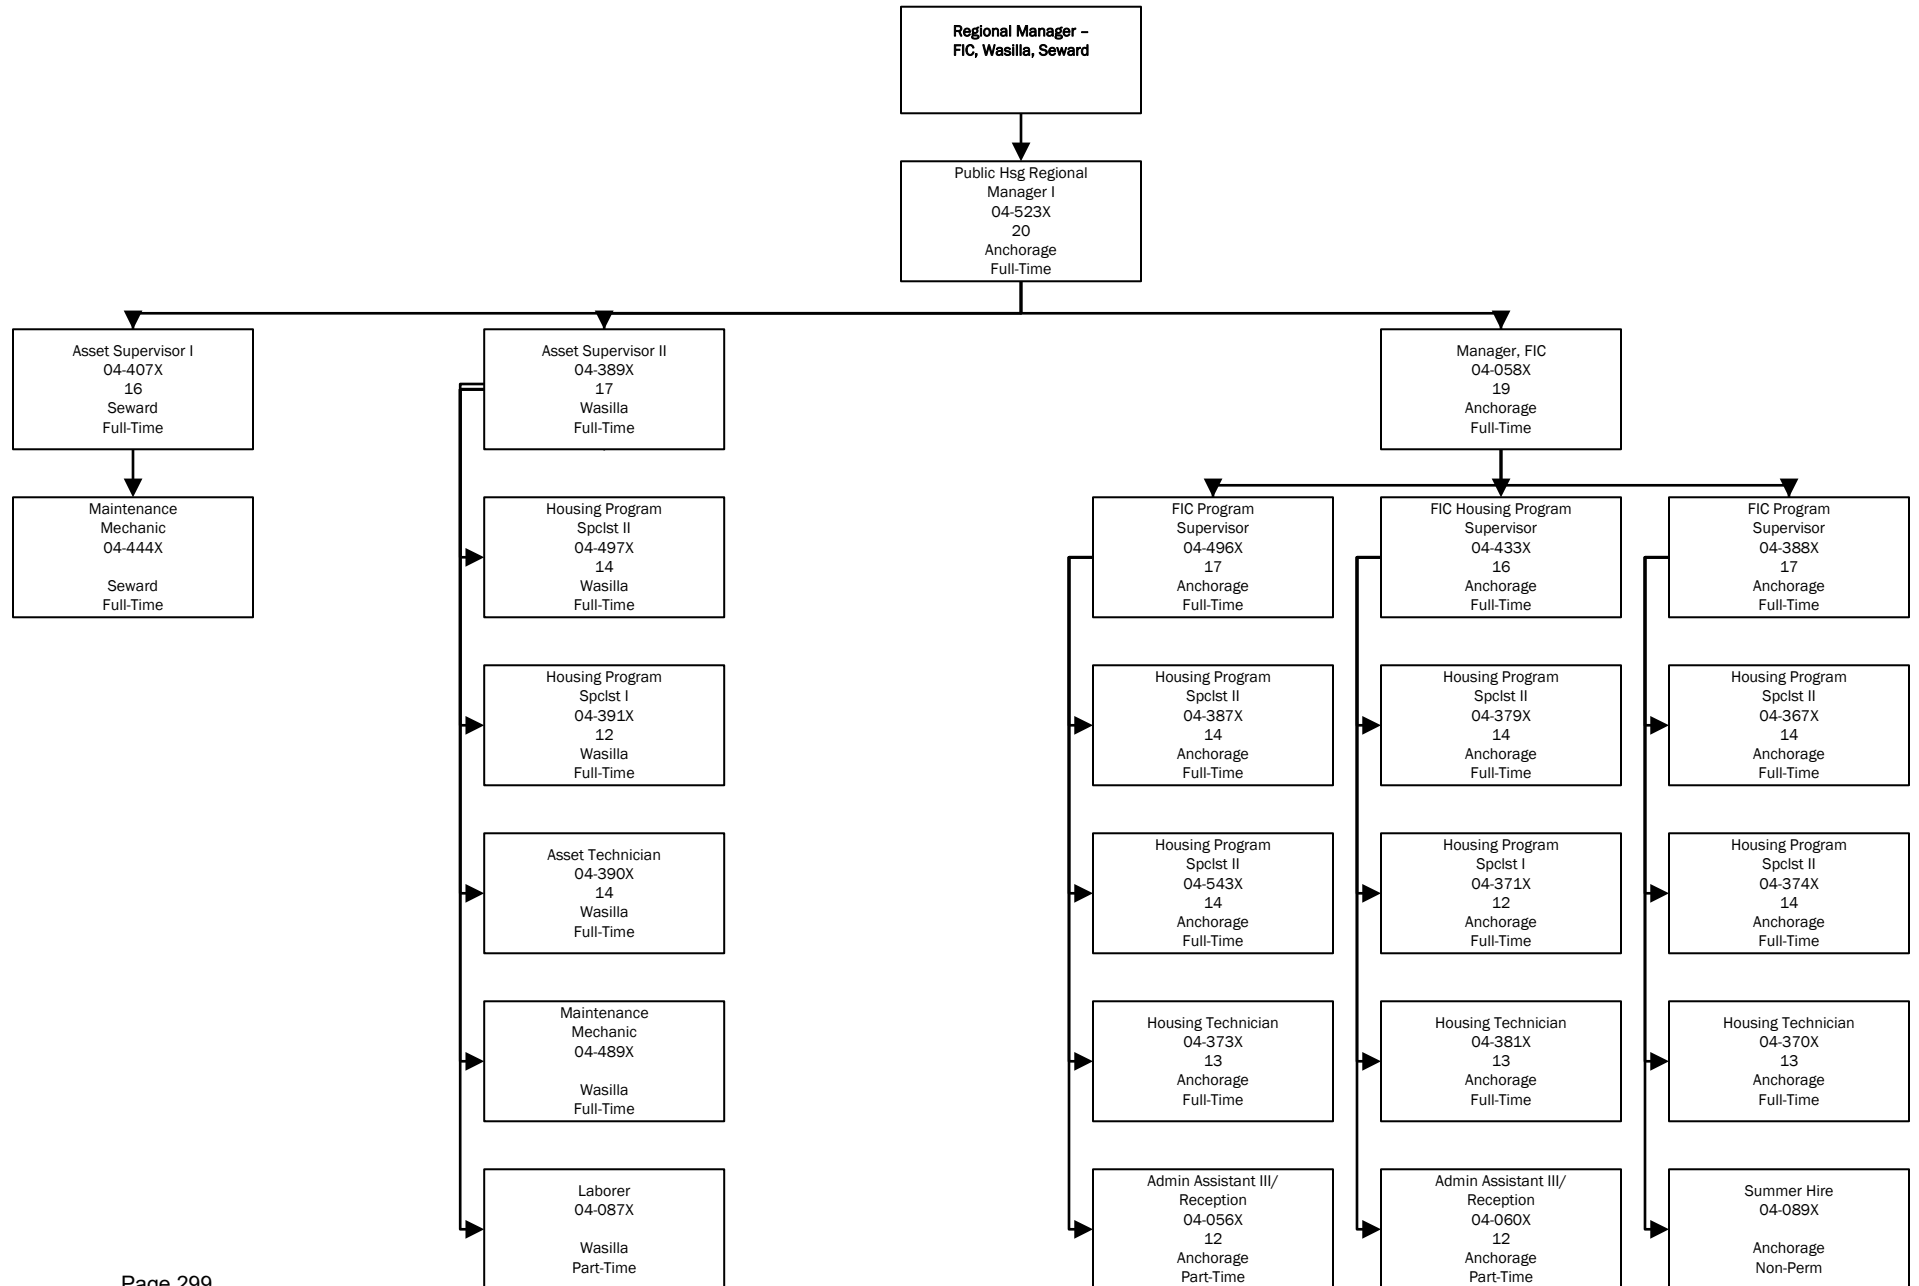 Regional Manager –
FIC, Wasilla, Seward
Public Hsg Regional
Manager I
04-523X
20
Anchorage
Full-Time
Asset Supervisor I
04-407X
16
Seward
Full-Time
Asset Supervisor II
04-389X
17
Wasilla
Full-Time
Manager, FIC
04-058X
19
Anchorage
Full-Time
Maintenance
Mechanic
04-444X
Seward
Full-Time
Housing Program
Spclst II
04-497X
14
Wasilla
Full-Time
FIC Program
Supervisor
04-496X
17
Anchorage
Full-Time
FIC Housing Program
Supervisor
04-433X
16
Anchorage
Full-Time
FIC Program
Supervisor
04-388X
17
Anchorage
Full-Time
Housing Program
Spclst I
04-391X
12
Wasilla
Full-Time
Housing Program
Spclst II
04-387X
14
Anchorage
Full-Time
Housing Program
Spclst II
04-379X
14
Anchorage
Full-Time
Housing Program
Spclst II
04-367X
14
Anchorage
Full-Time
Asset Technician
04-390X
14
Wasilla
Full-Time
Housing Program
Spclst II
04-543X
14
Anchorage
Full-Time
Housing Program
Spclst I
04-371X
12
Anchorage
Full-Time
Housing Program
Spclst II
04-374X
14
Anchorage
Full-Time
Maintenance
Mechanic
04-489X
Wasilla
Full-Time
Housing Technician
04-373X
13
Anchorage
Full-Time
Housing Technician
04-381X
13
Anchorage
Full-Time
Housing Technician
04-370X
13
Anchorage
Full-Time
Laborer
04-087X
Wasilla
Part-Time
Admin Assistant III/
Reception
04-056X
12
Anchorage
Part-Time
Admin Assistant III/
Reception
04-060X
12
Anchorage
Part-Time
Summer Hire
04-089X
Anchorage
Non-Perm
Page 299